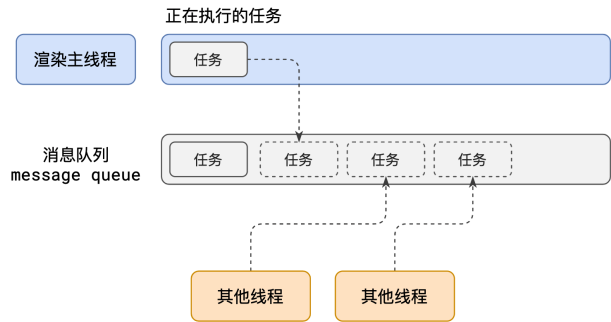 正在执行的任务
渲染主线程
任务
消息队列
message queue
任务
任务
任务
任务
其他线程
其他线程